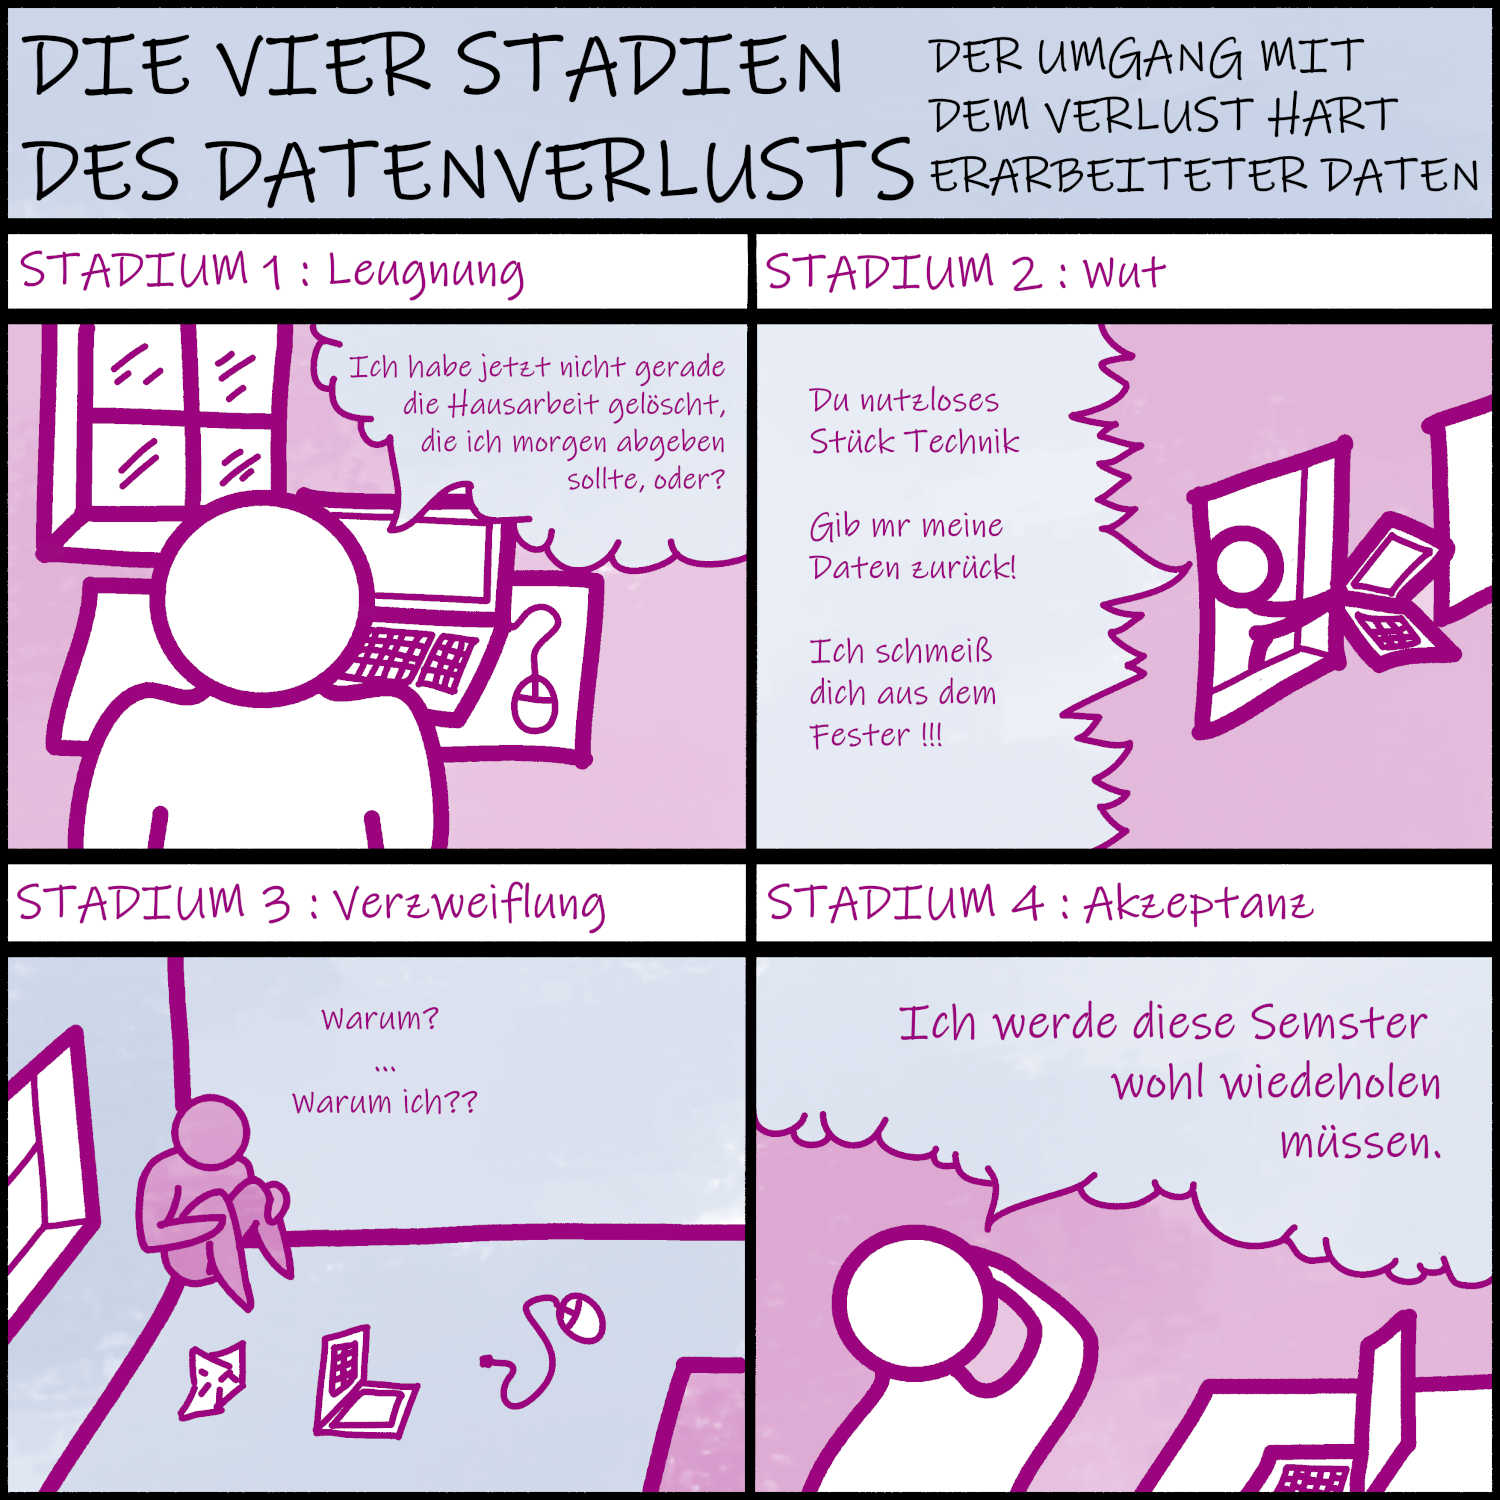 DIE VIER STADIEN
DES DATENVERLUSTS
DER UMGANG MIT
DEM VERLUST HART
ERARBEITETER DATEN
STADIUM 1 : Leugnung
Ich habe jetzt nicht gerade
die Hausarbeit gelöscht,
die ich morgen abgeben
sollte, oder?
STADIUM 2 : Wut
Du nutzloses
Stück Technik
Gib mr meine
Daten zurück!
Ich schmeiß
dich aus dem
Fester !!!
STADIUM 3 : Verzweiflung
Warum?
...
Warum ich??
STADIUM 4 : Akzeptanz
Ich werde diese Semster
wohl wiedeholen
müssen.